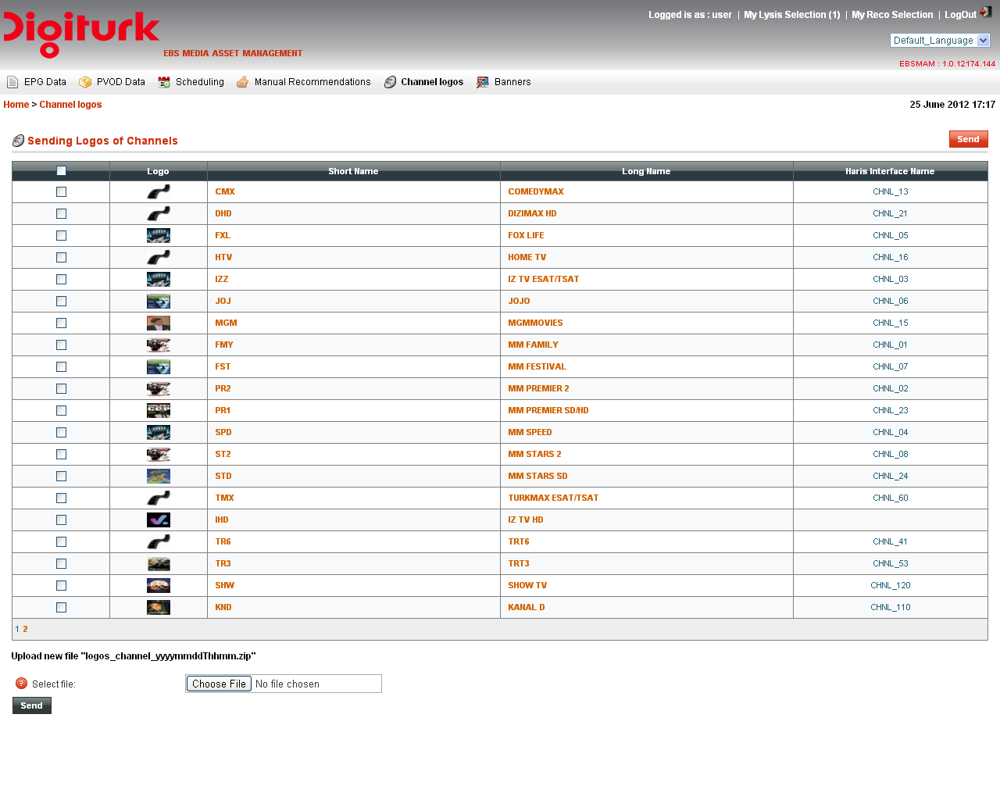 Digiturk
EBS MEDIA ASSET MANAGEMENT
Logged is as : user | My Lysis Selection (1) | My Reco Selection | LogOut
Default_Language
EBSMAM : 1.0.12174.144
EPG Data PVOD Data Scheduling Manual Recommendations Channel logos Banners
Home > Channel logos
25 June 2012 17:17
Sending Logos of Channels
Send
Logo Short Name Long Name Haris Interface Name
CMX COMEDYMAX CHNL_13
DHD DIZIMAX HD CHNL_21
FXL FOX LIFE CHNL_05
HTV HOME TV CHNL_16
IZZ IZ TV ESAT/TSAT CHNL_03
JOJ JOJO CHNL_06
MGM MGMMOVIES CHNL_15
FMY MM FAMILY CHNL_01
FST MM FESTIVAL CHNL_07
PR2 MM PREMIER 2 CHNL_02
PR1 MM PREMIER SD/HD CHNL_23
SPD MM SPEED CHNL_04
ST2 MM STARS 2 CHNL_08
STD MM STARS SD CHNL_24
TMX TURKMAX ESAT/TSAT CHNL_60
IHD IZ TV HD
TR6 TRT6 CHNL_41
TR3 TRT3 CHNL_53
SHW SHOW TV CHNL_120
KND KANAL D CHNL_110
1 2
Upload new file "logos_channel_yyyymmddThhmm.zip"
? Select file: Choose File No file chosen
Send